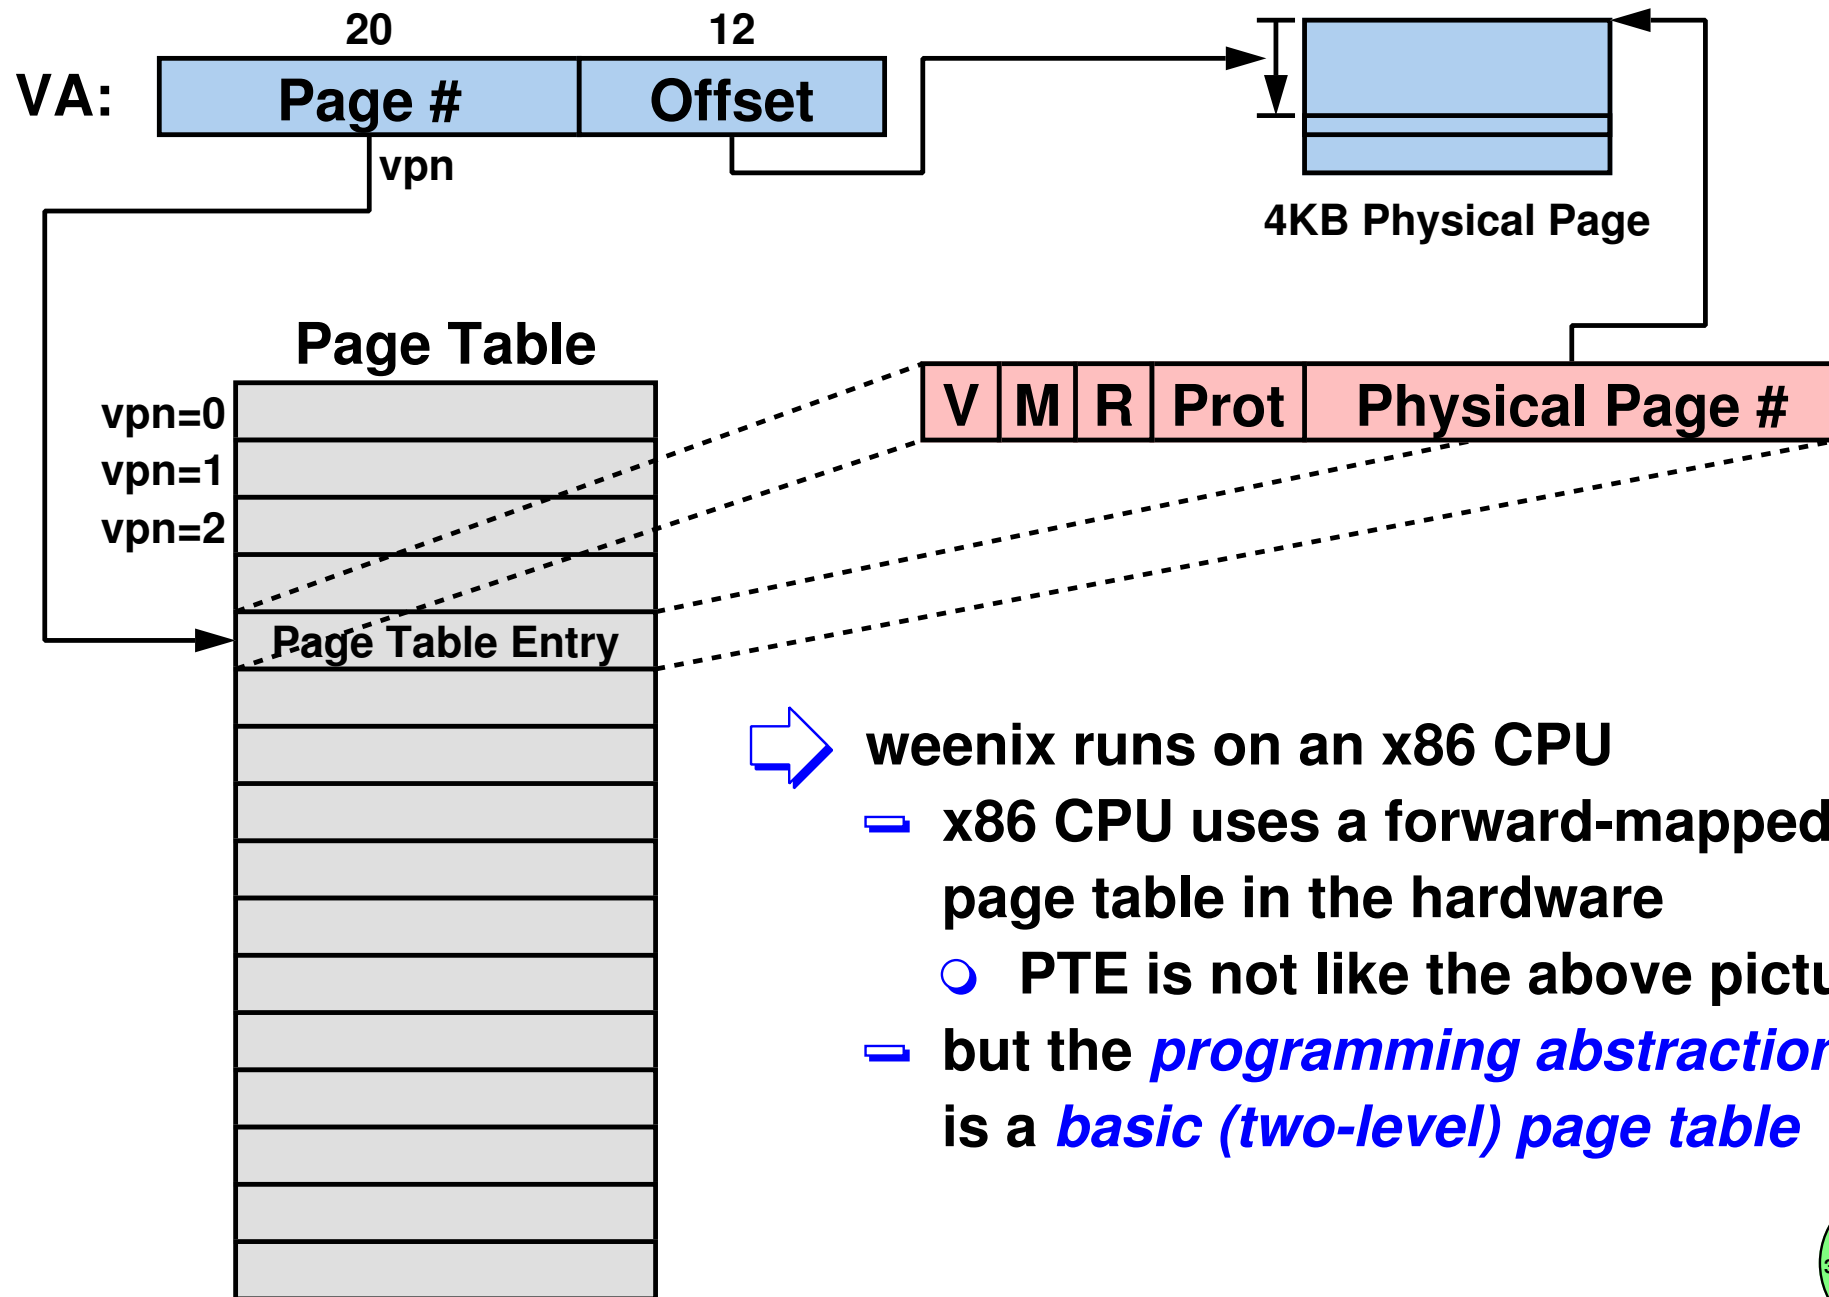 20 12
VA: Page # Offset
vpn
4KB Physical Page
Page Table
V M R Prot Physical Page #
vpn=0
vpn=1
vpn=2
Page Table Entry
weenix runs on an x86 CPU
x86 CPU uses a forward-mapped
page table in the hardware
PTE is not like the above
but the programming abstraction
is a basic (two-level) page table